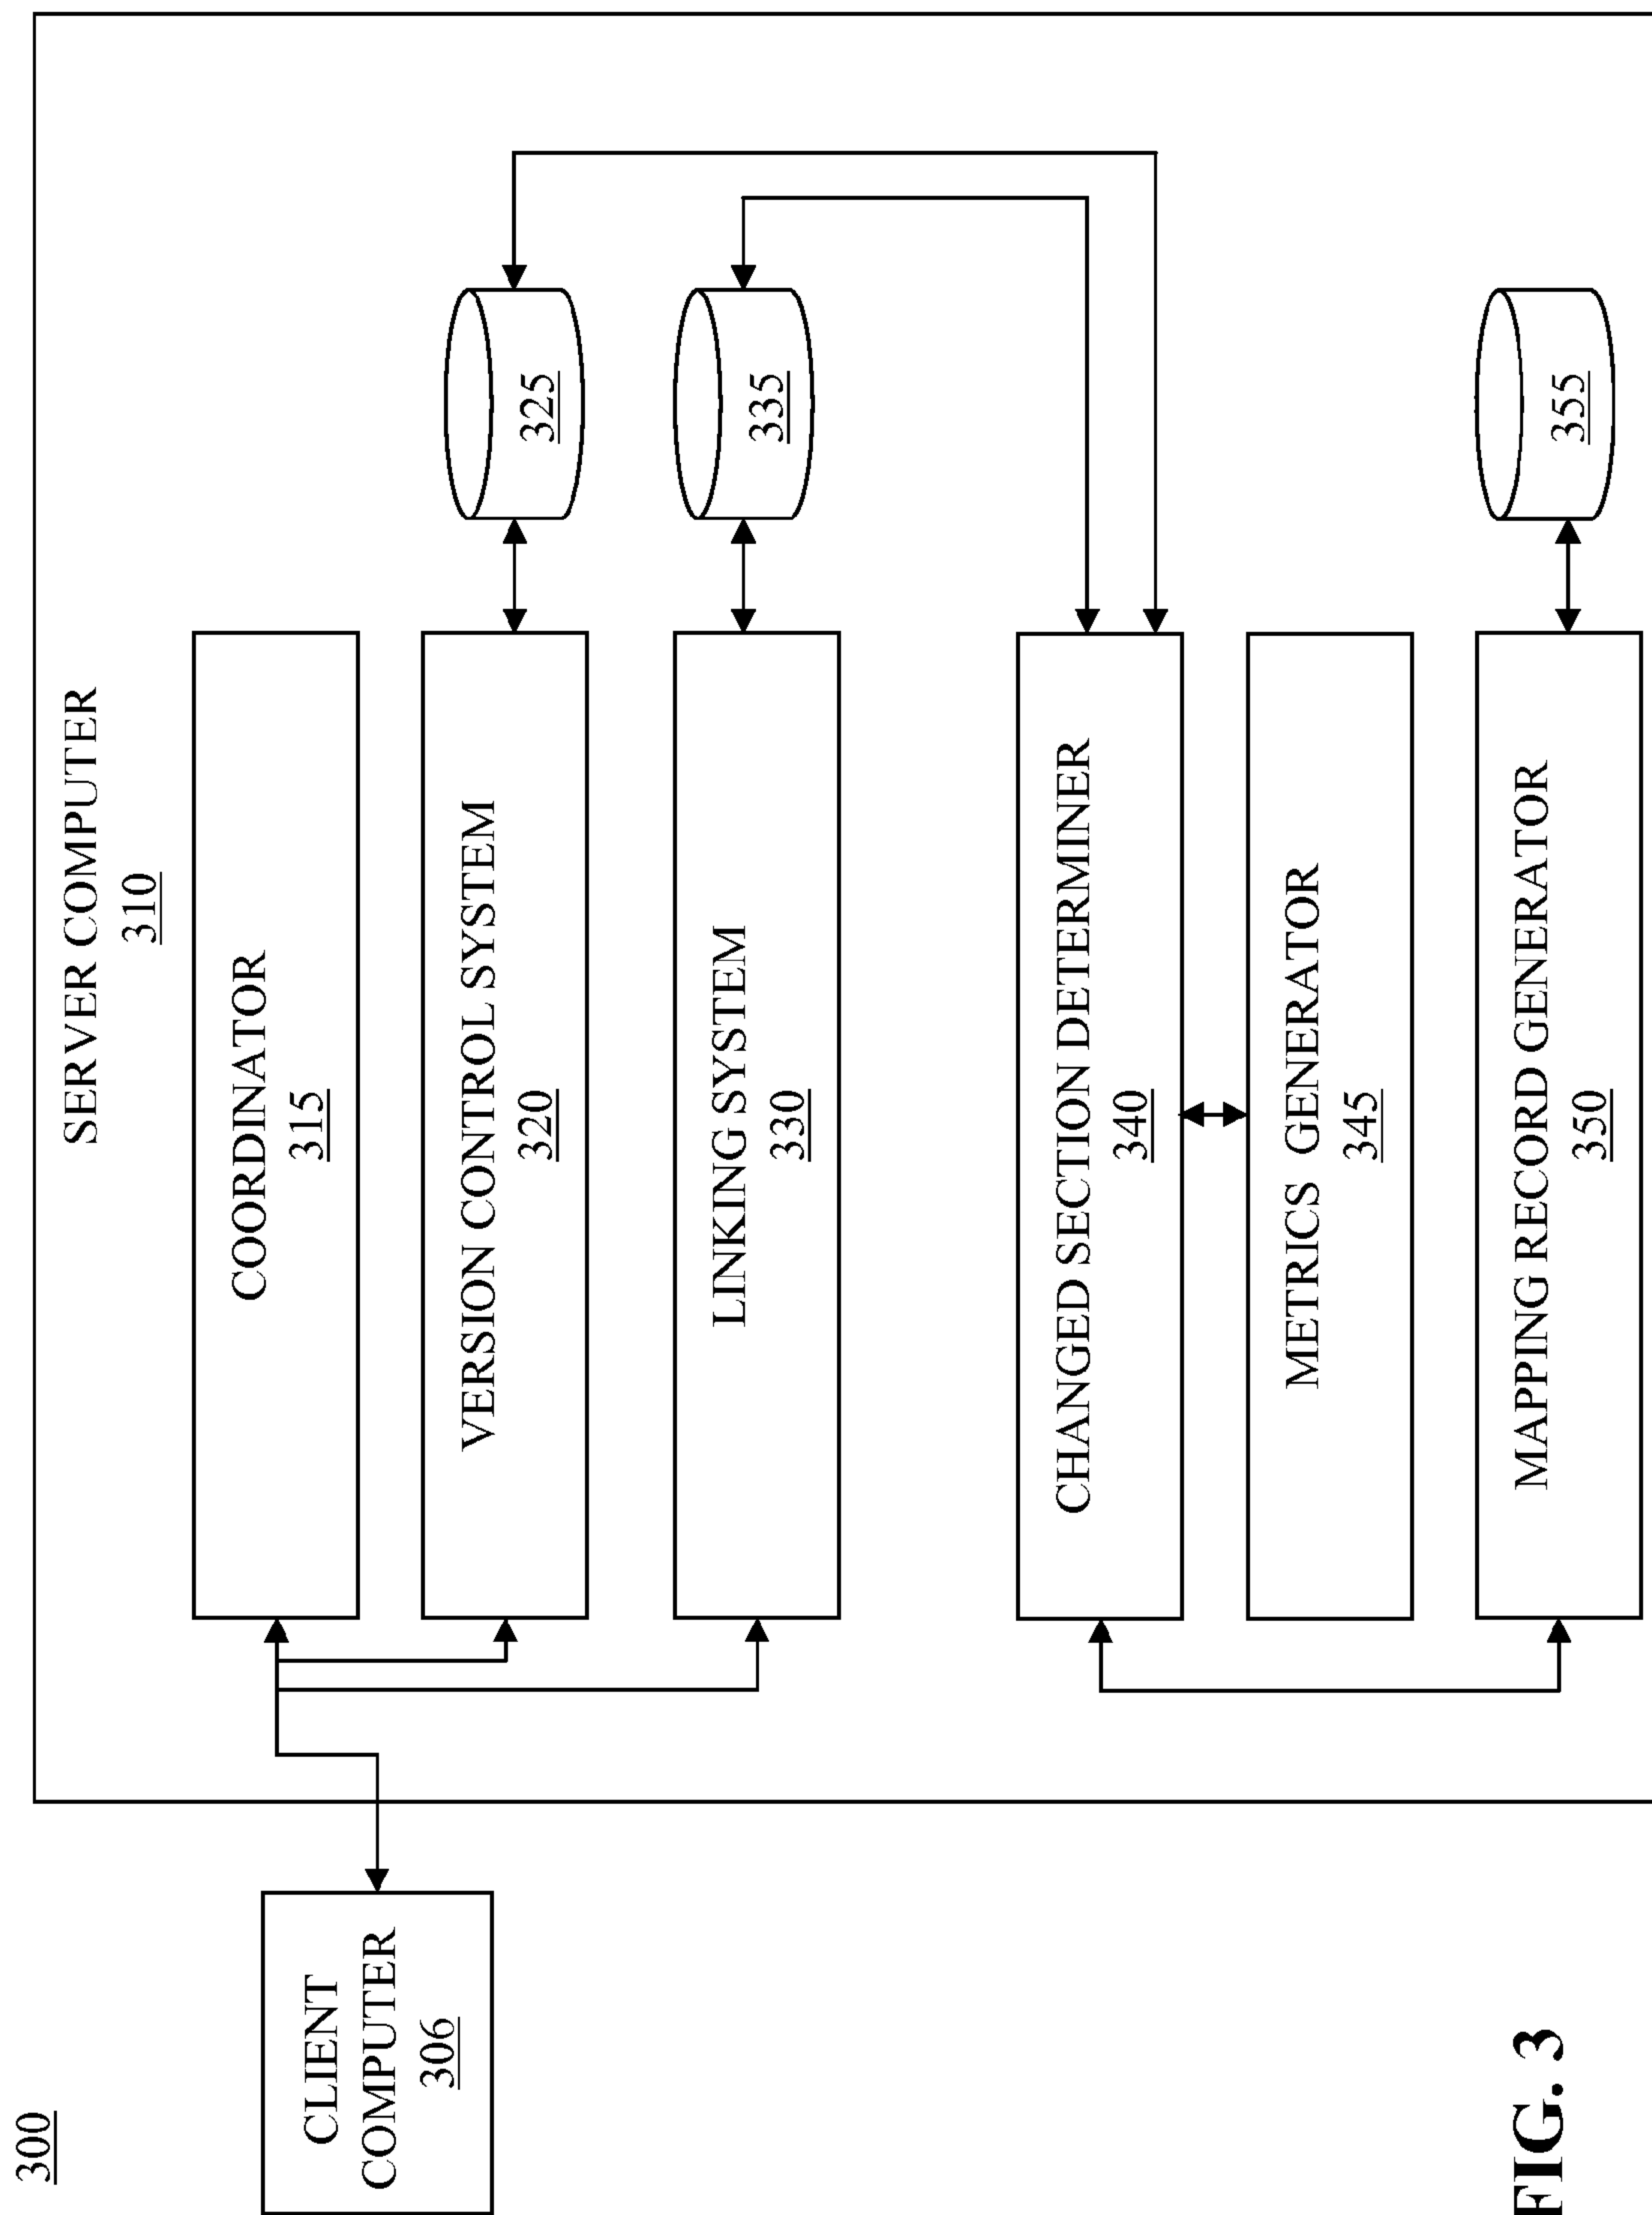 300
SERVER COMPUTER
310
CLIENT
COMPUTER
306
COORDINATOR
315
VERSION CONTROL SYSTEM
320
325
LINKING SYSTEM
330
335
CHANGED SECTION DETERMINER
340
METRICS GENERATOR
345
MAPPING RECORD GENERATOR
350
355
FIG. 3